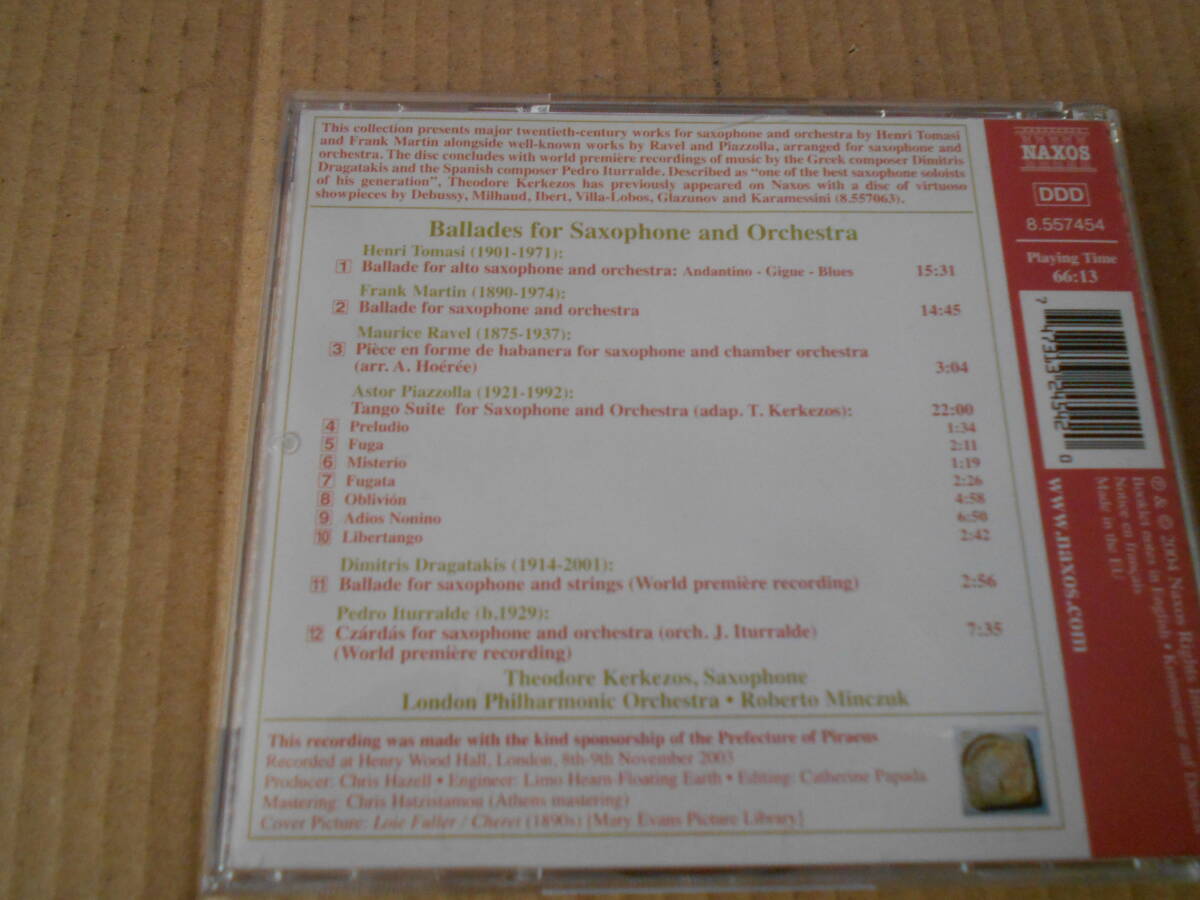 This collection presents major twentieth-century works for saxophone and orchestra by Henri Tomasi
and Frank Martin alongside well-known works by Ravel and Piazzolla, arranged for saxophone and
orchestra. The disc concludes with world première recordings of music by the Greek composer Dimitris
Dragatakis and the Spanish composer Pedro Iturralde. Described as “one of the best saxophone soloists
of his generation”, Theodore Kerkezos has previously appeared on Naxos with a disc of virtuoso
showpieces by Debussy, Milhaud, Ibert, Villa-Lobos, Glazunov and Karamessini (8.557063).
Ballades for Saxophone and Orchestra
Henri Tomasi (1901-1971):
1 Ballade for alto saxophone and orchestra: Andantino - Gigue - Blues 15:31
Frank Martin (1890-1974):
2 Ballade for saxophone and orchestra 14:45
Maurice Ravel (1875-1937):
3 Pièce en forme de habanera for saxophone and chamber orchestra
(arr. A. Hoérée) 3:04
Astor Piazzolla (1921-1992):
Tango Suite for Saxophone and Orchestra (adap. T. Kerkezos): 22:00
4 Preludio 1:34
5 Fuga 2:11
6 Misterio 1:19
7 Fugata 2:26
8 Oblivión 4:58
9 Adios Nonino 6:50
10 Libertango 2:42
Dimitris Dragatakis (1914-2001):
11 Ballade for saxophone and strings (World première recording) 2:56
Pedro Iturralde (b.1929):
12 Czárdás for saxophone and orchestra (orch. J. Iturralde) 7:35
(World première recording)
Theodore Kerkezos, Saxophone
London Philharmonic Orchestra • Roberto Minczuk
This recording was made with the kind sponsorship of the Prefecture of Piraeus
Recorded at Henry Wood Hall, London, 8th-9th November 2003
Producer: Chris Hazell • Engineer: Limo Hearn-Floating Earth • Editing: Catherine Papada
Mastering: Chris Hatzistamou (Athens mastering)
Cover Picture: Loie Fuller / Cheret (1890s) [Mary Evans Picture Library]
NAXOS
DDD
8.557454
Playing Time
66:13
7 47313 24542 0
www.naxos.com
℗ & © 2004 Naxos Rights
Booklet notes in English •
Notice en français
Made in the EU